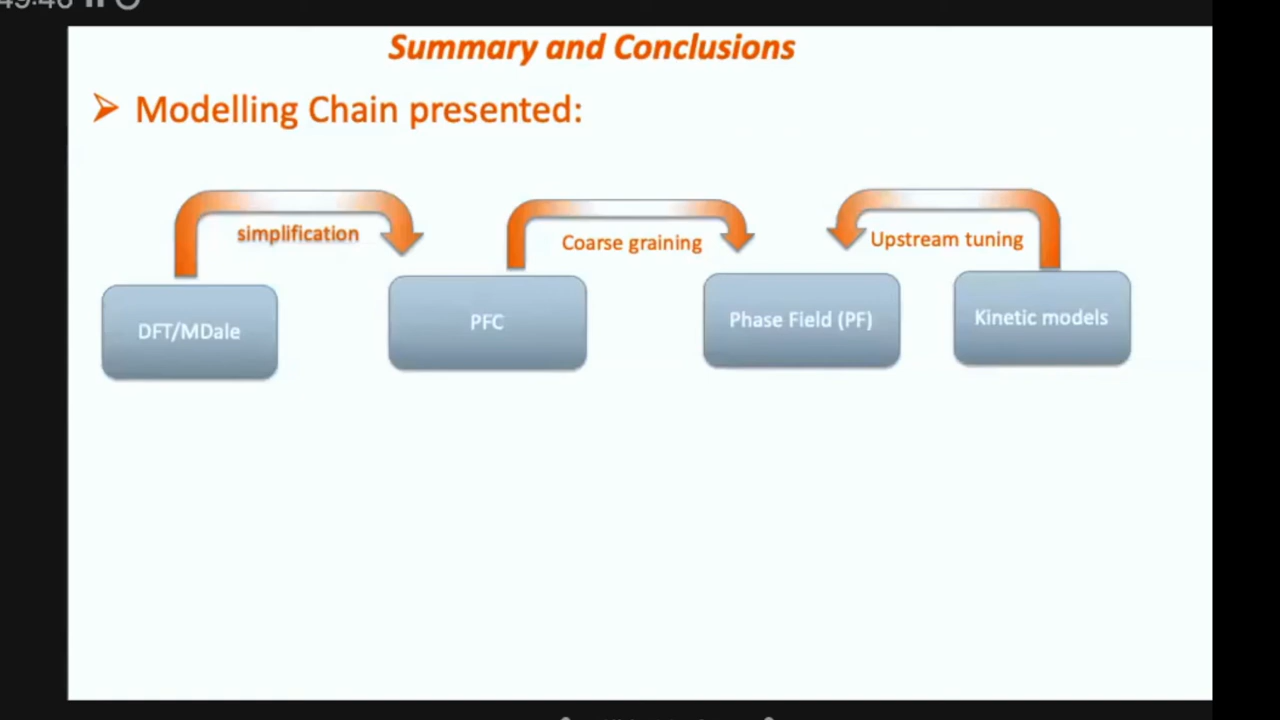 Summary and Conclusions
Modelling Chain presented:
simplification
Coarse graining
Upstream tuning
DFT/MDale
PFC
Phase Field (PF)
Kinetic models